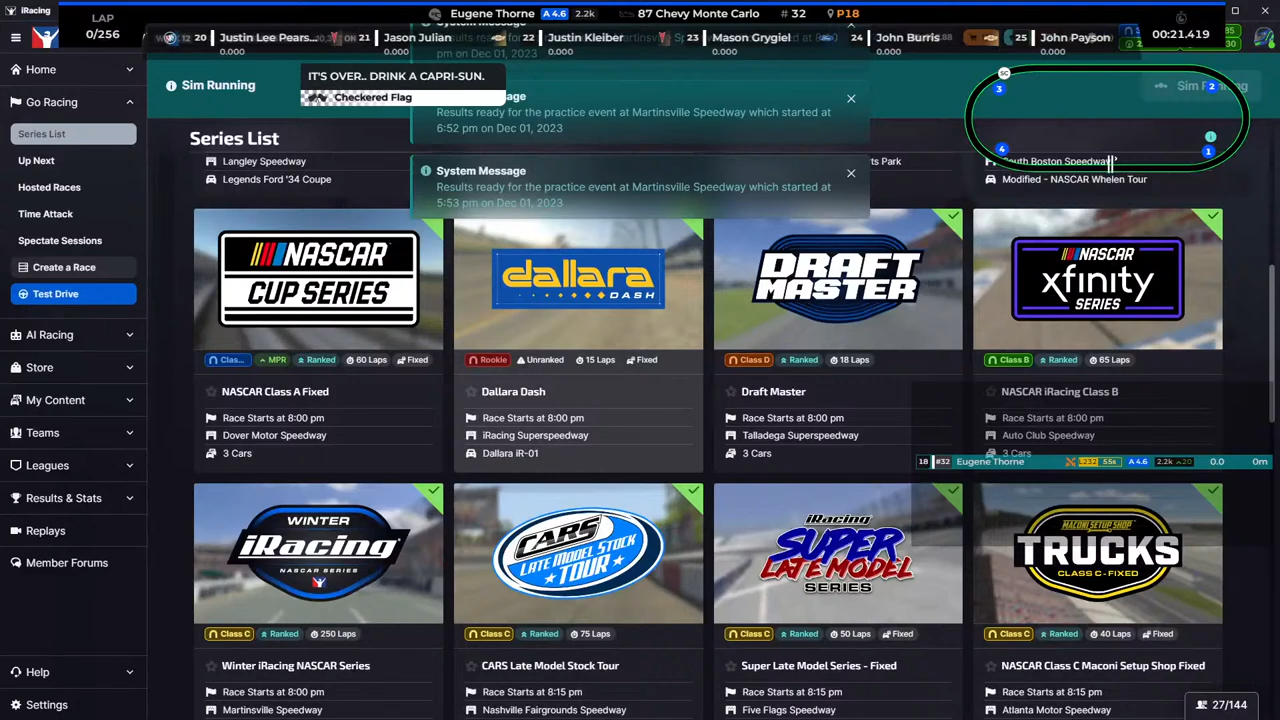 iRacing
LAP
0/256
Eugene Thorne A 4.6 2.2k 87 Chevy Monte Carlo # 32 P18
20 Justin Lee Pears... 21 Jason Julian 22 Justin Kleiber 23 Mason Grygiel 24 John Burris 25 John Payson
0.000 0.000 0.000 0.000 0.000 0.000
00:21.419
Home
Go Racing
Series List
Up Next
Hosted Races
Time Attack
Spectate Sessions
Create a Race
Test Drive
AI Racing
Store
My Content
Teams
Leagues
Results & Stats
Replays
Member Forums
Help
Settings
Sim Running
IT'S OVER.. DRINK A CAPRI-SUN.
Checkered Flag
Results ready for the practice event at Martinsville Speedway which started at
6:52 pm on Dec 01, 2023
System Message
Results ready for the practice event at Martinsville Speedway which started at
5:53 pm on Dec 01, 2023
SC
3
2
4
1
Series List
Langley Speedway
Legends Ford '34 Coupe
South Boston Speedway
Modified - NASCAR Whelen Tour
NASCAR
CUP SERIES
Clas... MPR Ranked 60 Laps Fixed
NASCAR Class A Fixed
Race Starts at 8:00 pm
Dover Motor Speedway
3 Cars
dallara
DASH
Rookie Unranked 15 Laps Fixed
Dallara Dash
Race Starts at 8:00 pm
iRacing Superspeedway
Dallara iR-01
DRAFT
MASTER
Class D Ranked 18 Laps
Draft Master
Race Starts at 8:00 pm
Talladega Superspeedway
3 Cars
NASCAR
xfinity
SERIES
Class B Ranked 65 Laps
NASCAR iRacing Class B
Race Starts at 8:00 pm
Auto Club Speedway
3 Cars
18 #32 Eugene Thorne 55s A 4.6 2.2k 20 0.0 0m
WINTER
iRacing
NASCAR SERIES
Class C Ranked 250 Laps
Winter iRacing NASCAR Series
Race Starts at 8:00 pm
Martinsville Speedway
CARS
LATE MODEL STOCK
TOUR
Class C Ranked 75 Laps
CARS Late Model Stock Tour
Race Starts at 8:15 pm
Nashville Fairgrounds Speedway
iRacing
SUPER
LATE MODEL
SERIES
Class C Ranked 50 Laps Fixed
Super Late Model Series - Fixed
Race Starts at 8:15 pm
Five Flags Speedway
MACONI SETUP SHOP
TRUCKS
CLASS C - FIXED
Class C Ranked 40 Laps Fixed
NASCAR Class C Maconi Setup Shop Fixed
Race Starts at 8:15 pm
Atlanta Motor Speedway
27/144